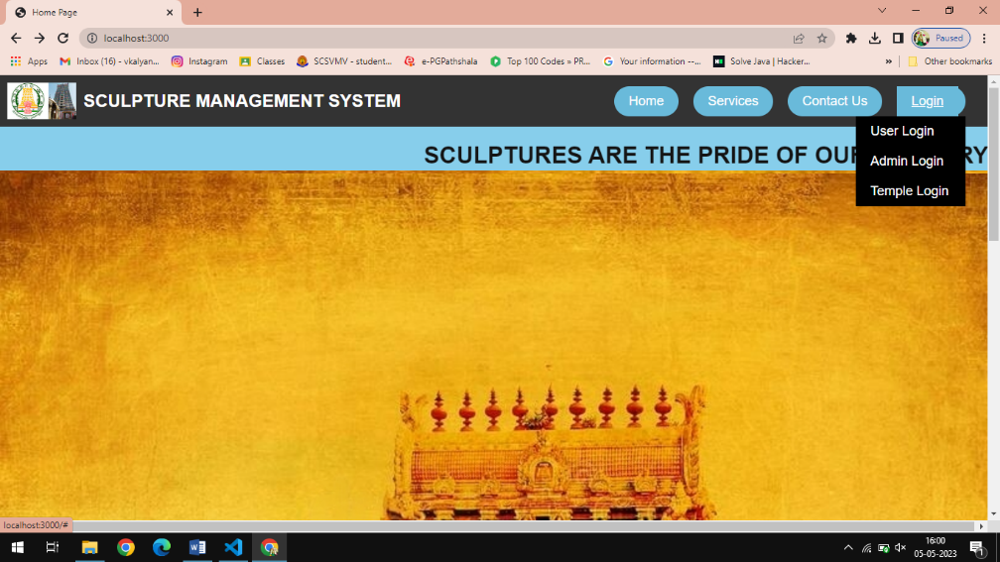 Home Page
localhost:3000
Paused
Apps
Inbox (16) - vkalyan...
Instagram
Classes
SCSVMV - student...
e-PGPathshala
Top 100 Codes » PR...
Your information --...
Solve Java | Hacker...
»
Other bookmarks
SCULPTURE MANAGEMENT SYSTEM
Home
Services
Contact Us
Login
User Login
Admin Login
Temple Login
SCULPTURES ARE THE PRIDE OF OUR
RY
localhost:3000/#
16:00
05-05-2023
1